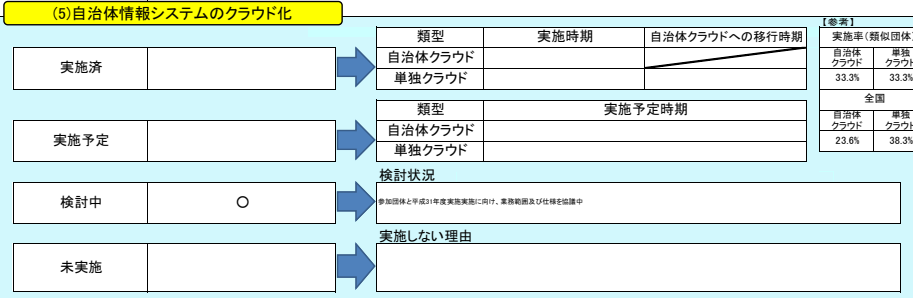 (5)自治体情報システムのクラウド化
【参考】
類型 実施時期 自治体クラウドへの移行時期
実施率(類似団体)
実施済
自治体クラウド
単独クラウド
自治体クラウド 単独クラウド
33.3% 33.3%
全国
自治体クラウド 単独クラウド
23.6% 38.3%
類型 実施予定時期
実施予定
自治体クラウド
単独クラウド
検討状況
検討中 ○
参加団体と平成31年度実施実施に向け、業務範囲及び仕様を協議中
実施しない理由
未実施